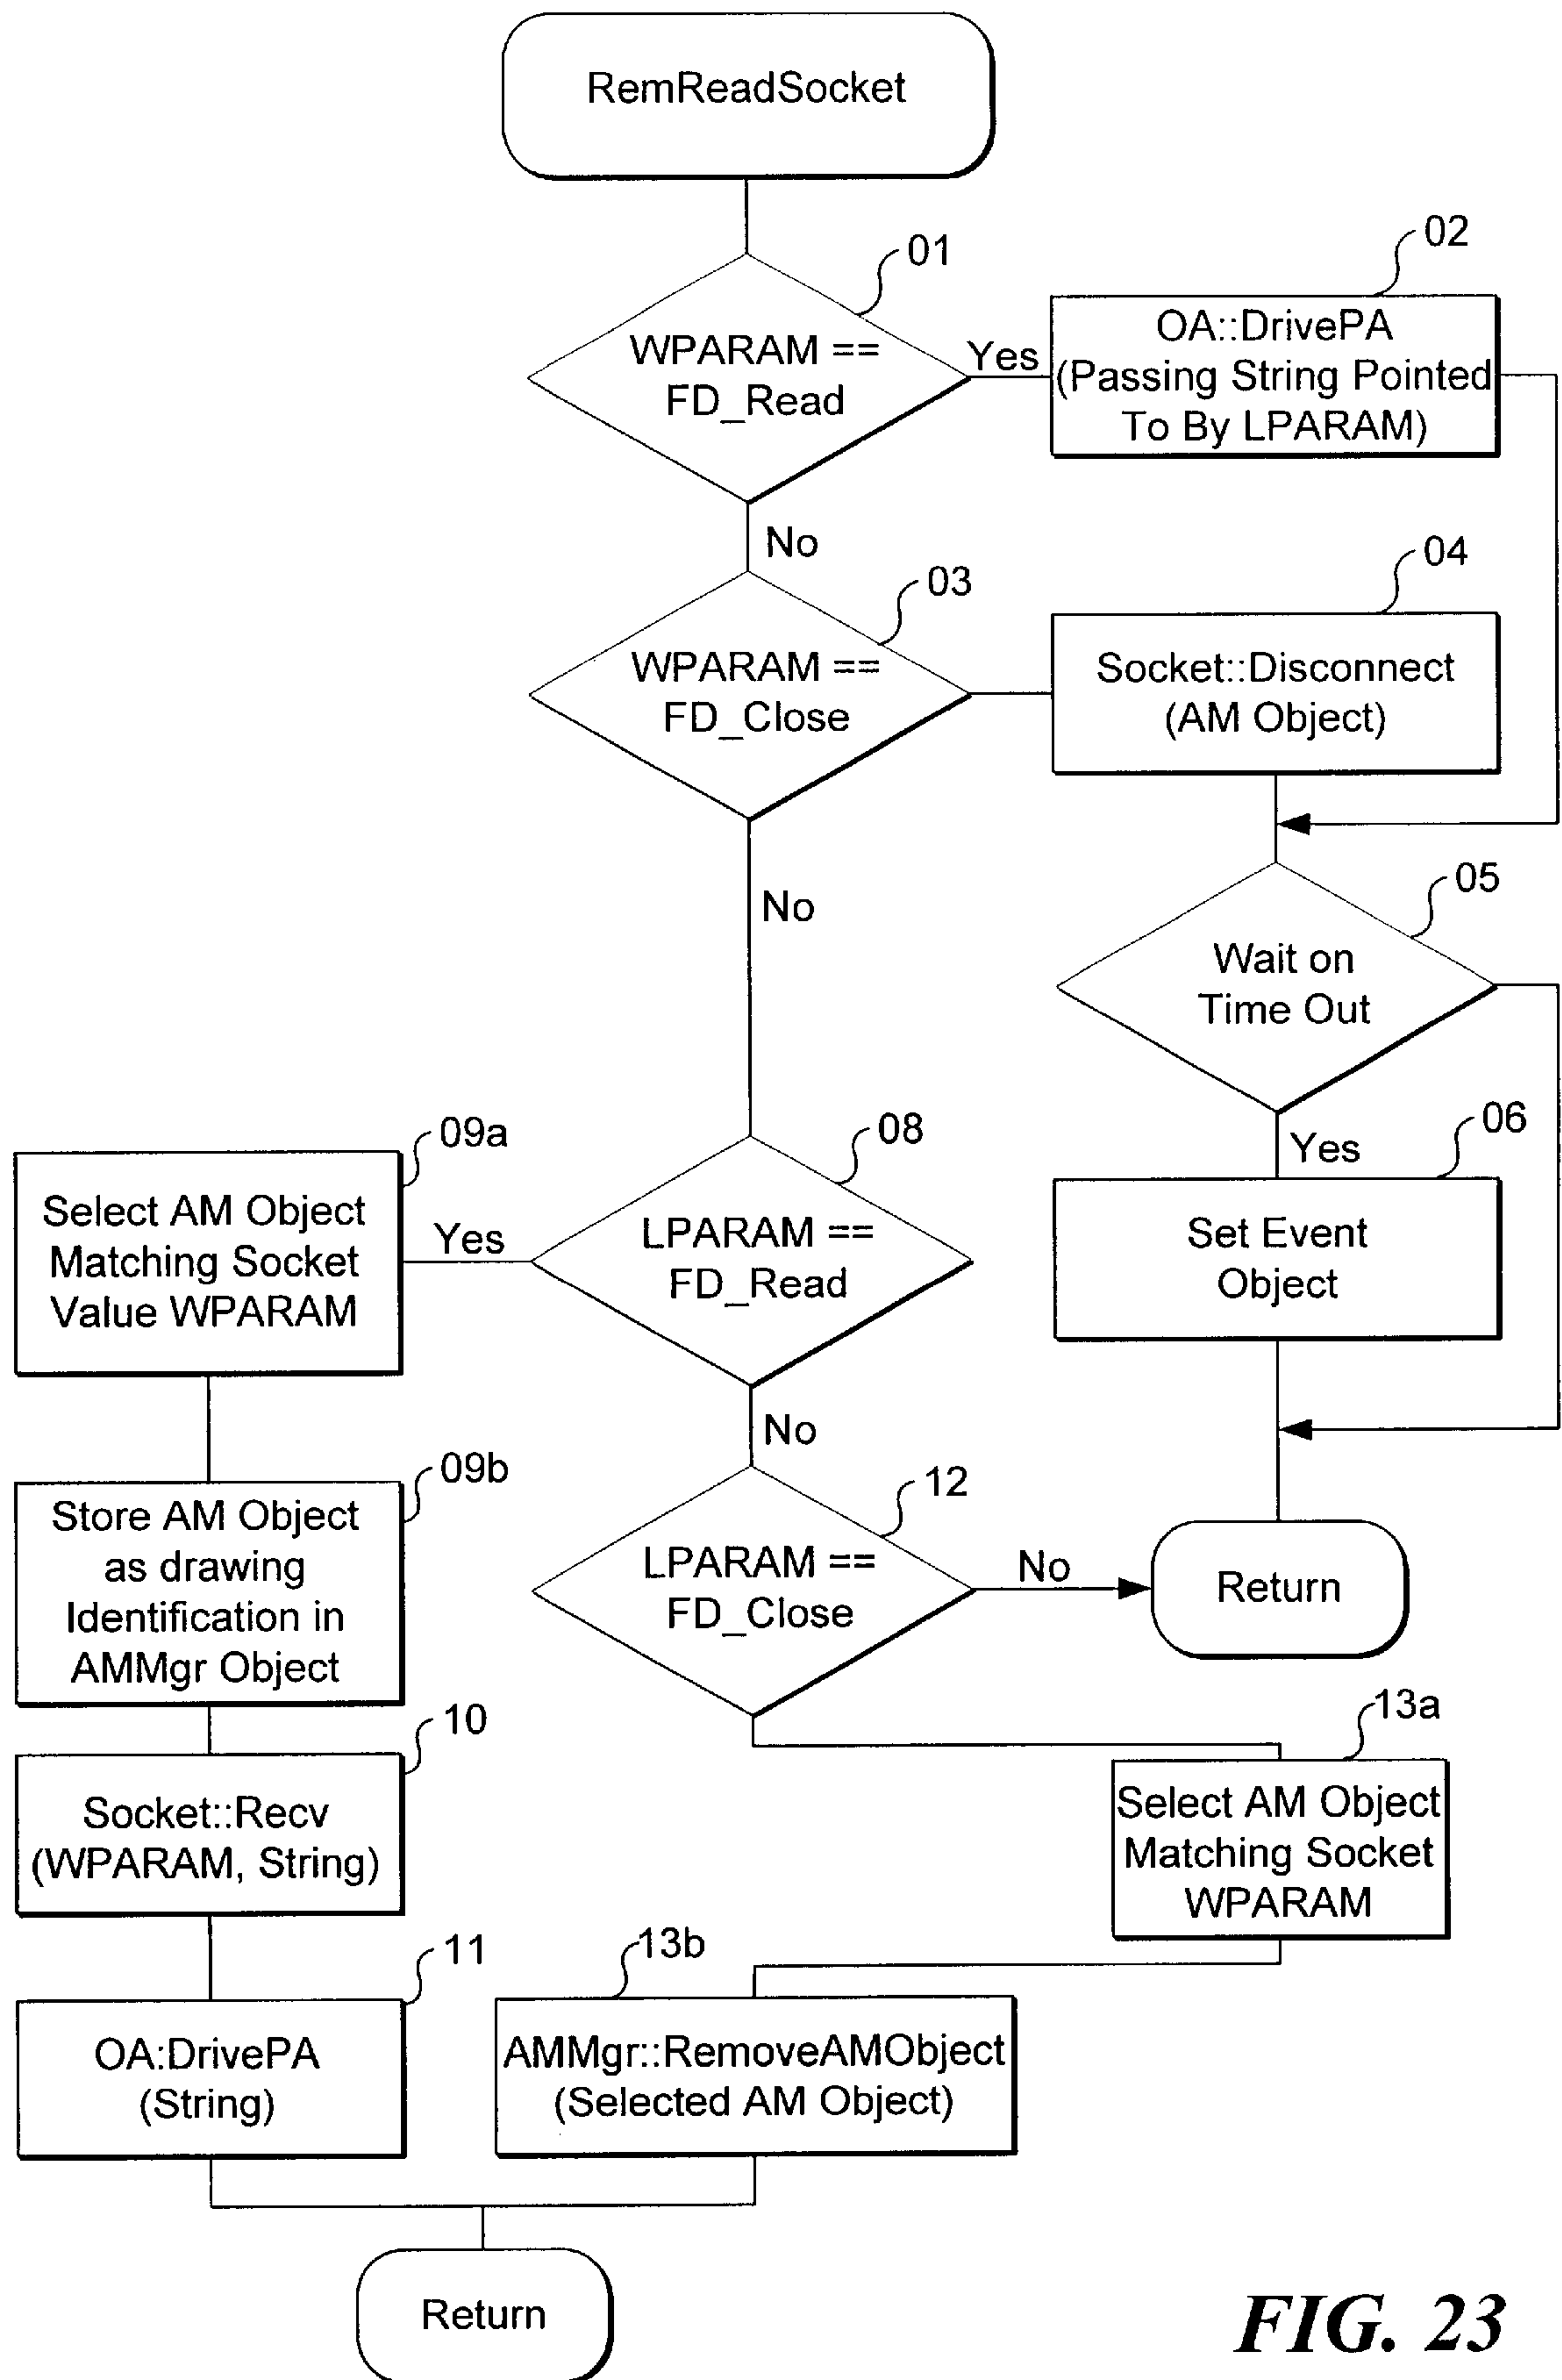 RemReadSocket
01
WPARAM ==
FD_Read
Yes
02
OA::DrivePA
(Passing String Pointed
To By LPARAM)
No
03
WPARAM ==
FD_Close
04
Socket::Disconnect
(AM Object)
No
05
Wait on
Time Out
Yes
06
Set Event
Object
08
LPARAM ==
FD_Read
Yes
09a
Select AM Object
Matching Socket
Value WPARAM
No
09b
Store AM Object
as drawing
Identification in
AMMgr Object
12
LPARAM ==
FD_Close
No
Return
10
Socket::Recv
(WPARAM, String)
13a
Select AM Object
Matching Socket
WPARAM
11
OA:DrivePA
(String)
13b
AMMgr::RemoveAMObject
(Selected AM Object)
Return
FIG. 23